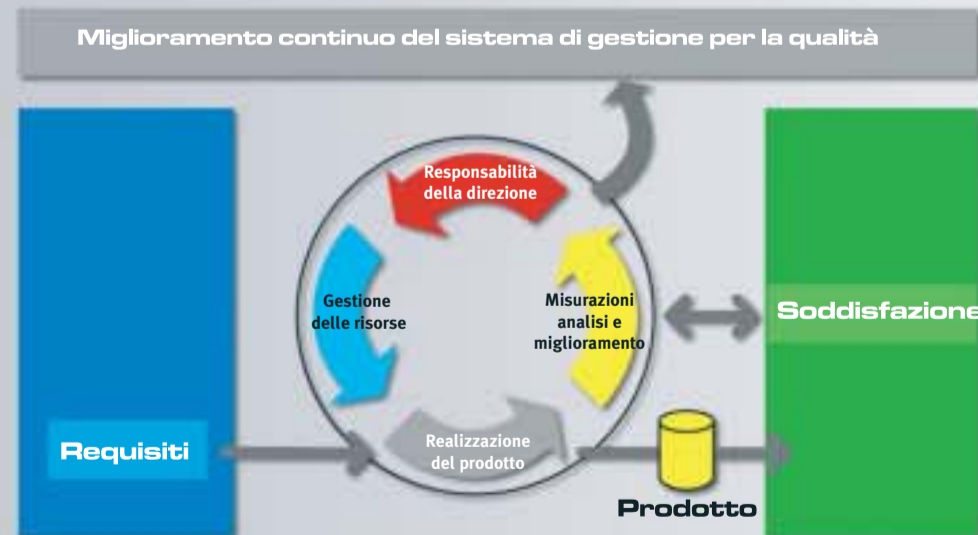 Miglioramento continuo del sistema di gestione per la qualità
Responsabilità
della direzione
Gestione
delle risorse
Misurazioni
analisi e
miglioramento
Soddisfazione
Requisiti
Realizzazione
del prodotto
Prodotto